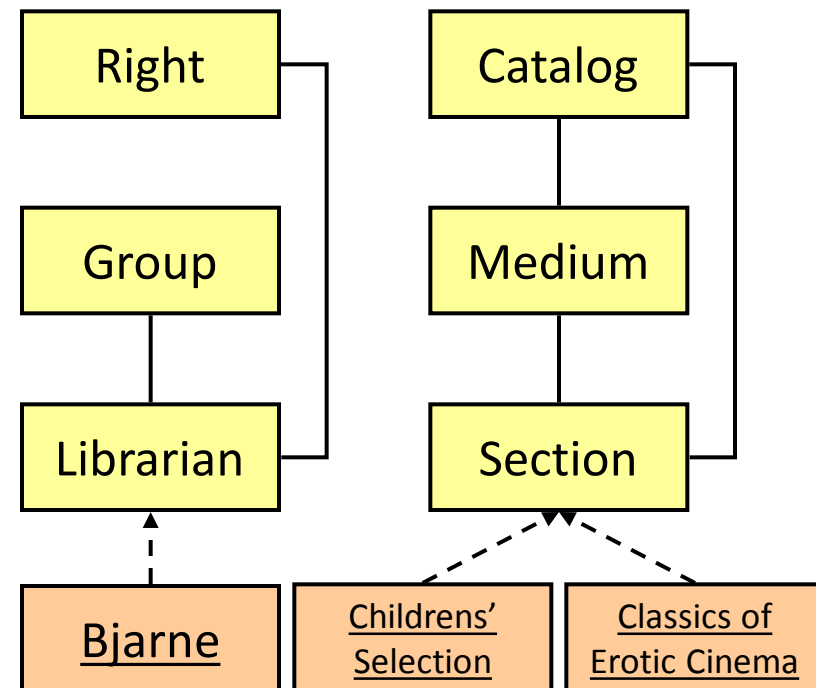 Right
Catalog
Group
Medium
Librarian
Section
Bjarne
Childrens’
Selection
Classics of
Erotic Cinema